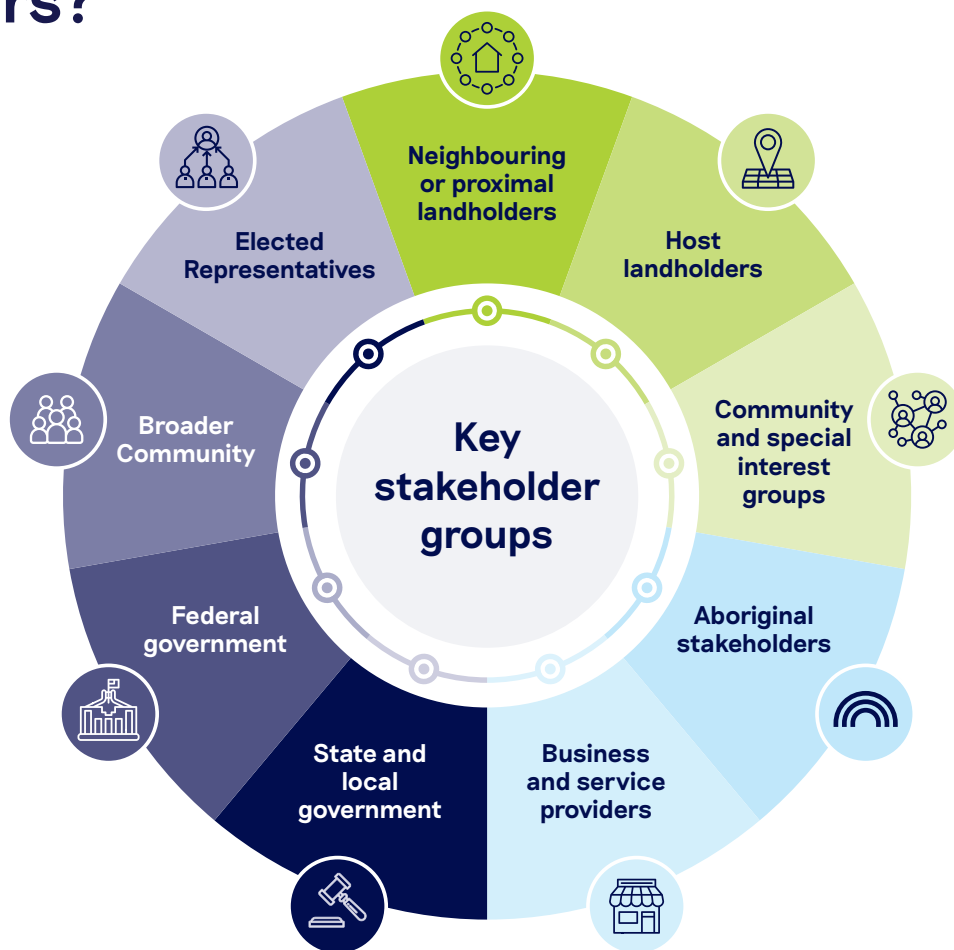 rs?
Neighbouring
or proximal
landholders
Host
landholders
Community
and special
interest
groups
Aboriginal
stakeholders
Business
and service
providers
State and
local
government
Federal
government
Broader
Community
Elected
Representatives
Key
stakeholder
groups